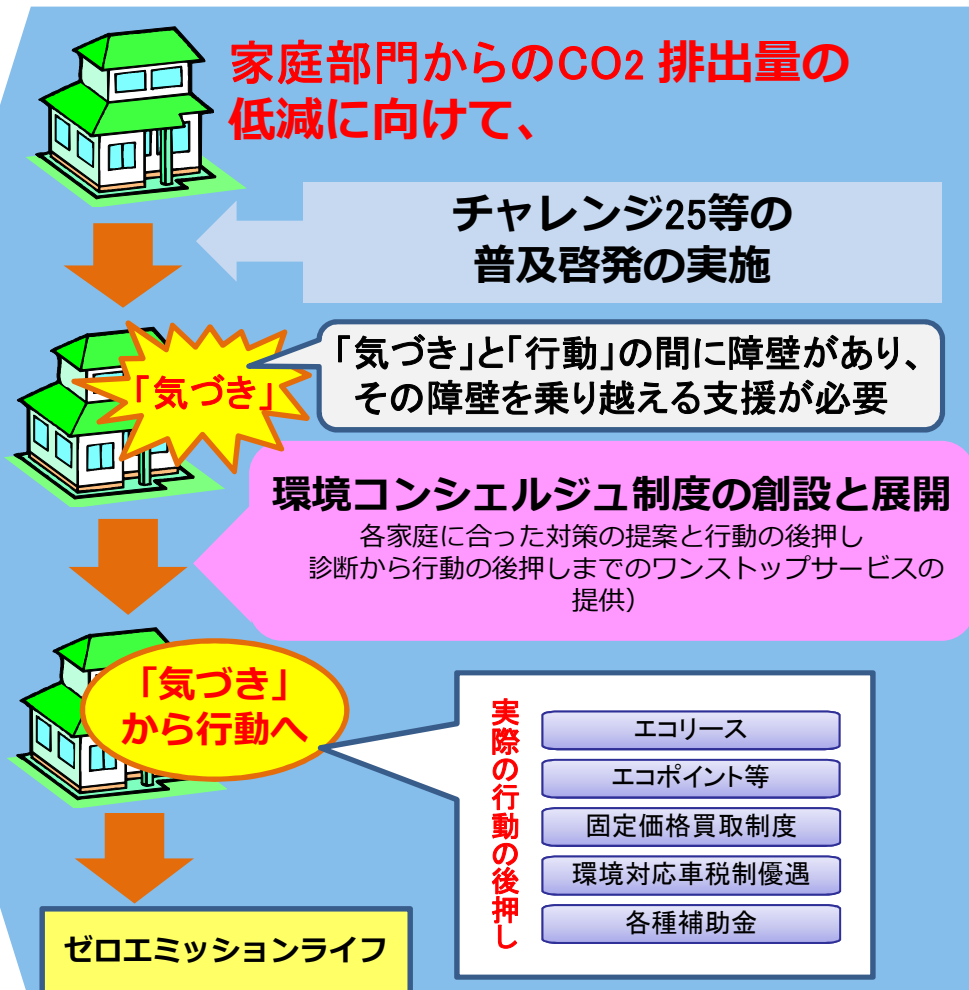 家庭部門からのCO2 排出量の
低減に向けて、
チャレンジ25等の
普及啓発の実施
「気づき」
「気づき」と「行動」の間に障壁があり、
その障壁を乗り越える支援が必要
環境コンシェルジュ制度の創設と展開
各家庭に合った対策の提案と行動の後押し
診断から行動の後押しまでのワンストップサービスの
提供）
「気づき」
から行動へ
実際の行動の後押し
エコリース
エコポイント等
固定価格買取制度
環境対応車税制優遇
各種補助金
ゼロエミッションライフ